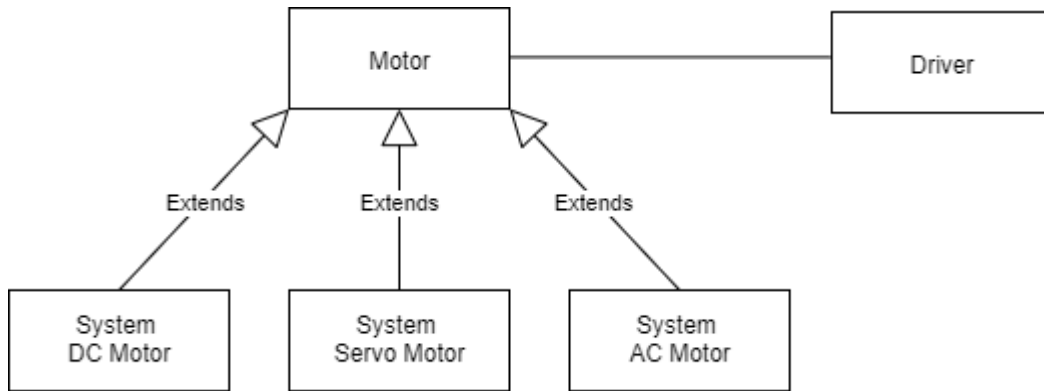 Motor
Driver
Extends
Extends
Extends
System
DC Motor
System
Servo Motor
System
AC Motor